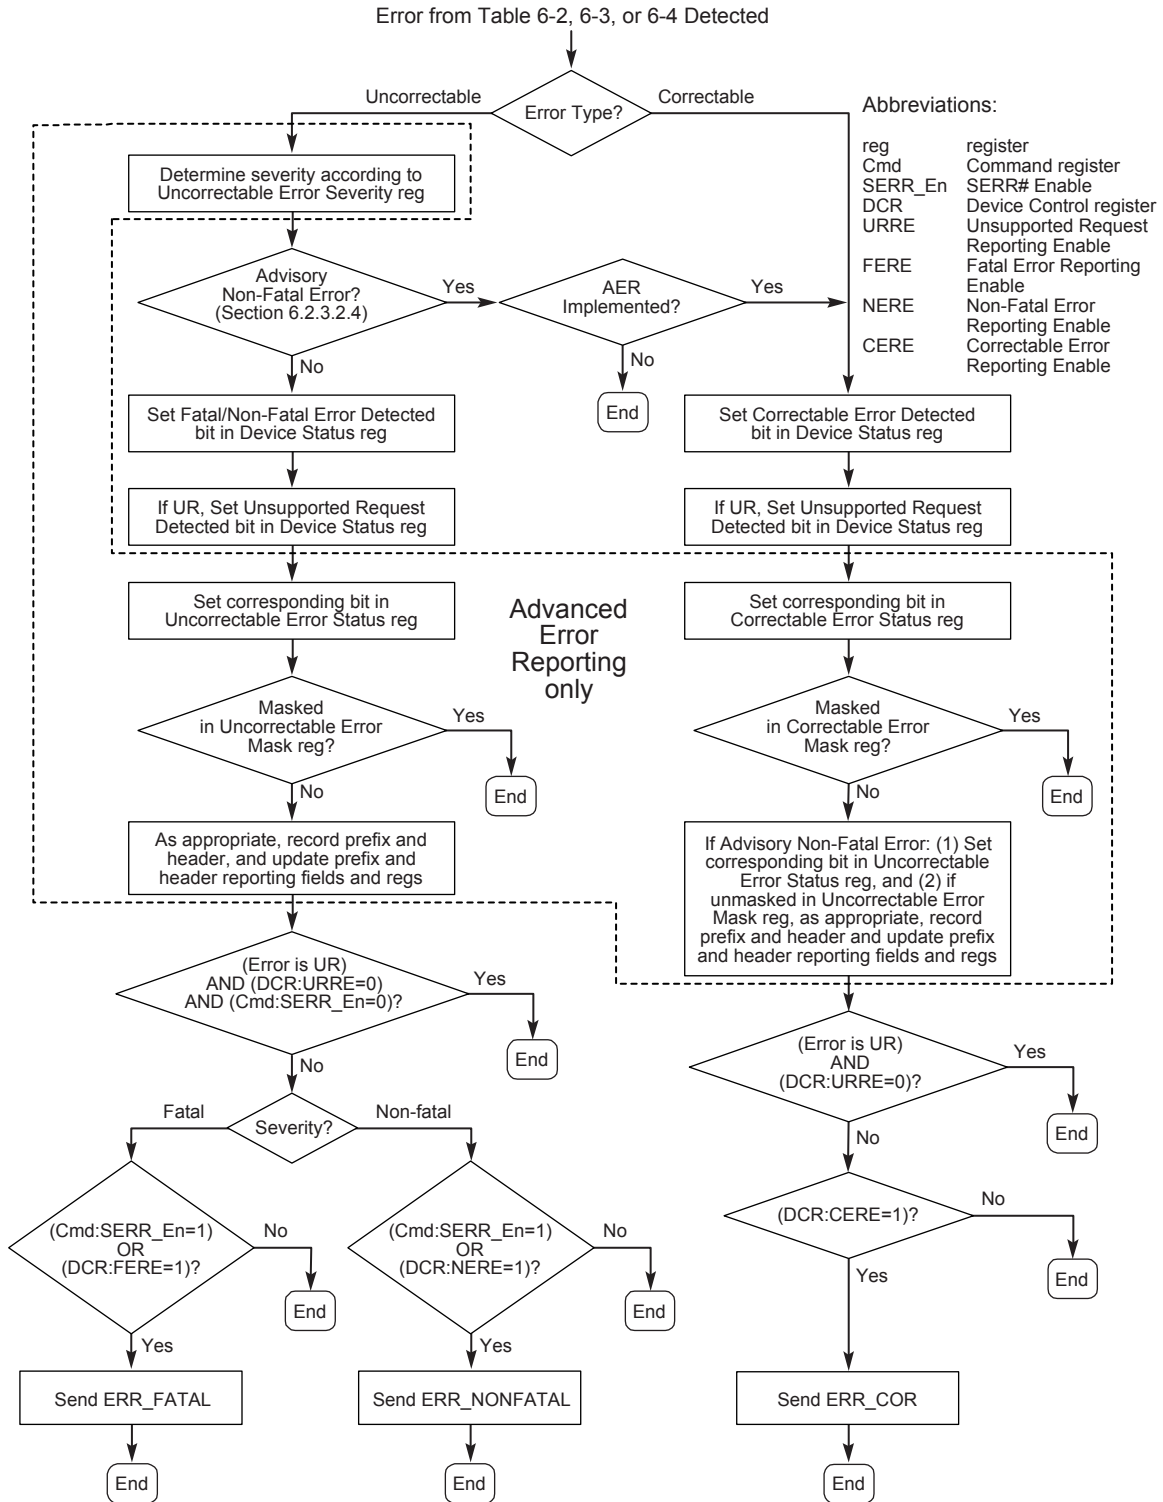 Error from Table 6-2, 6-3, or 6-4 Detected
Uncorrectable
Error Type?
Correctable
Abbreviations:
reg register
Cmd Command register
SERR_En SERR# Enable
DCR Device Control register
URRE Unsupported Request
Reporting Enable
FERE Fatal Error Reporting
Enable
NERE Non-Fatal Error
Reporting Enable
CERE Correctable Error
Reporting Enable
Determine severity according to
Uncorrectable Error Severity reg
Advisory
Non-Fatal Error?
(Section 6.2.3.2.4)
Yes
No
AER
Implemented?
Yes
No
End
Set Fatal/Non-Fatal Error Detected
bit in Device Status reg
Set Correctable Error Detected
bit in Device Status reg
If UR, Set Unsupported Request
Detected bit in Device Status reg
If UR, Set Unsupported Request
Detected bit in Device Status reg
Set corresponding bit in
Uncorrectable Error Status reg
Advanced
Error
Reporting
only
Set corresponding bit in
Correctable Error Status reg
Masked
in Uncorrectable Error
Mask reg?
Yes
End
No
Masked
in Correctable Error
Mask reg?
Yes
End
No
As appropriate, record prefix and
header, and update prefix and
header reporting fields and regs
If Advisory Non-Fatal Error: (1) Set
corresponding bit in Uncorrectable
Error Status reg, and (2) if
unmasked in Uncorrectable Error
Mask reg, as appropriate, record
prefix and header and update prefix
and header reporting fields and regs
(Error is UR)
AND (DCR:URRE=0)
AND (Cmd:SERR_En=0)?
Yes
End
No
(Error is UR)
AND
(DCR:URRE=0)?
Yes
End
No
Fatal
Severity?
Non-fatal
(Cmd:SERR_En=1)
OR
(DCR:FERE=1)?
No
End
Yes
(Cmd:SERR_En=1)
OR
(DCR:NERE=1)?
No
End
Yes
(DCR:CERE=1)?
No
End
Yes
Send ERR_FATAL
Send ERR_NONFATAL
Send ERR_COR
End
End
End